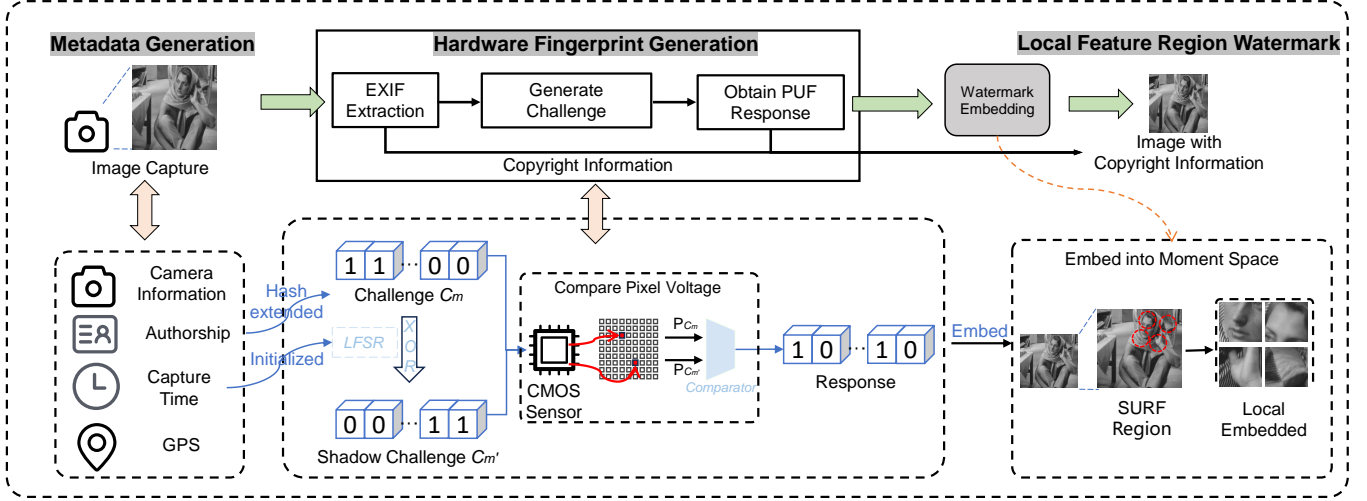 Metadata Generation
Hardware Fingerprint Generation
Local Feature Region Watermark
EXIF
Extraction
Generate
Challenge
Obtain PUF
Response
Watermark
Embedding
Image Capture
Copyright Information
Image with
Copyright Information
Camera
Information
Authorship
Capture
Time
GPS
Hash
extended
Initialized
1 1 ... 0 0
Challenge Cm
LFSR
XOR
0 0 ... 1 1
Shadow Challenge Cm'
Compare Pixel Voltage
CMOS
Sensor
PCm
PCm'
Comparator
1 0 ... 1 0
Response
Embed
Embed into Moment Space
SURF
Region
Local
Embedded